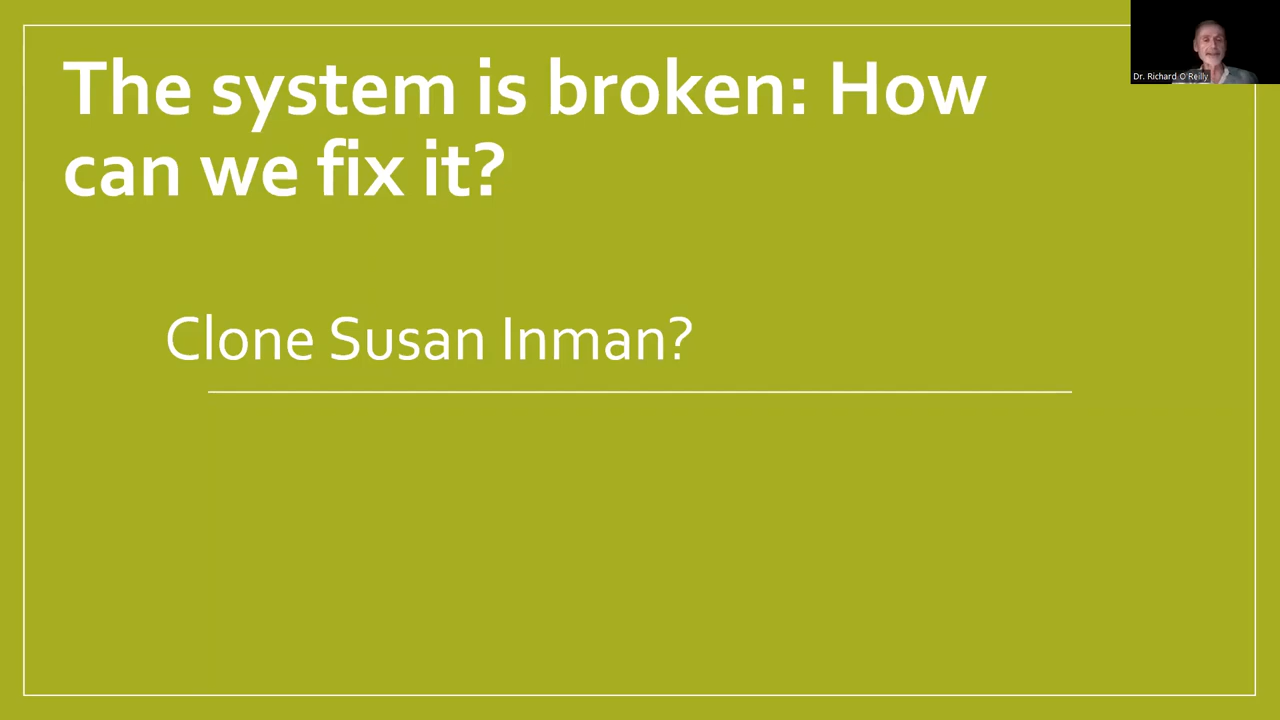 The system is broken: How
can we fix it?
Clone Susan Inman?
Dr. Richard O Reilly